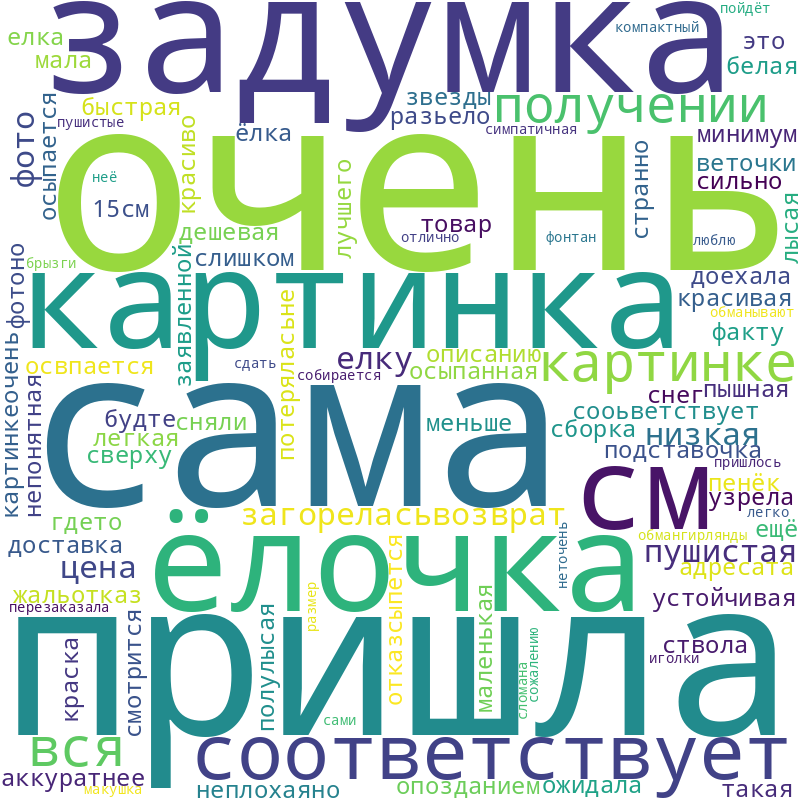 задумка
пойдёт
компактный
елка
это
мала
белая
звезды
получении
быстрая
разьело
пушистые
симпатичная
минимум
фото
осыпается
красиво
ёлка
очень
странно
веточки
неё
сильно
15см
лучшего
товар
лысая
дешевая
отлично
фонтан
люблю
слишком
фотоно
брызги
заявленной
картинка
доехала
потеряласьне
красивая
обманывают
факту
елку
описанию
картинке
освпается
сдать
осыпанная
собирается
картинкеочень
непонятная
сама
снег
пышная
будте
сняли
меньше
сооьветствует
легкая
сборка
низкая
сверху
подставочка
см
пришлось
пенёк
узрела
загореласьвозврат
легко
гдето
ещё
обмангирлянды
доставка
ёлочка
неточень
пушистая
цена
отказсыпется
адресата
жальотказ
размер
маленькая
устойчивая
перезаказала
полулысая
смотрится
пришла
сожалению
ствола
краска
сломана
иголки
сами
вся
соответствует
аккуратнее
макушка
неплохаяно
опозданием
ожидала
такая